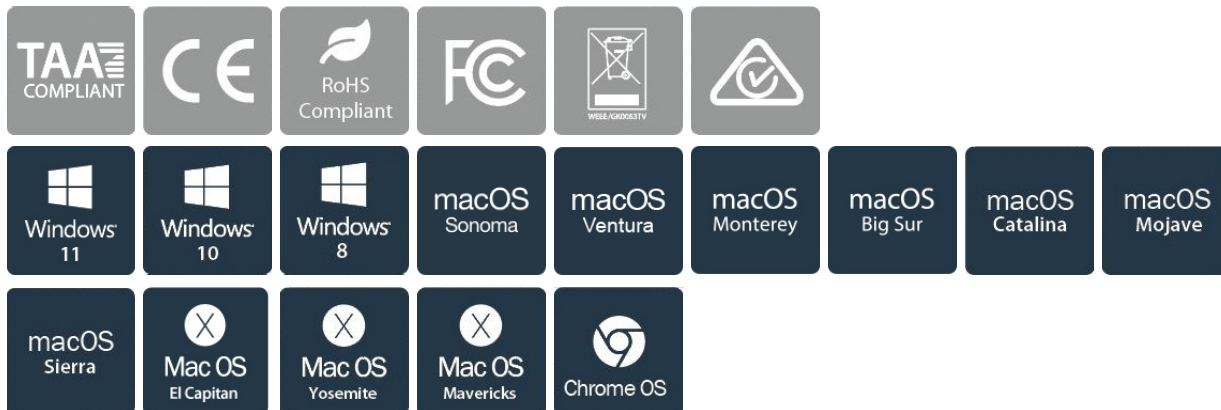 TAA
COMPLIANT
CE
RoHS
Compliant
FC
WEEE/GK0083TV
Windows
11
Windows
10
Windows
8
macOS
Sonoma
macOS
Ventura
macOS
Monterey
macOS
Big Sur
macOS
Catalina
macOS
Mojave
macOS
Sierra
X
Mac OS
El Capitan
X
Mac OS
Yosemite
X
Mac OS
Mavericks
Chrome OS